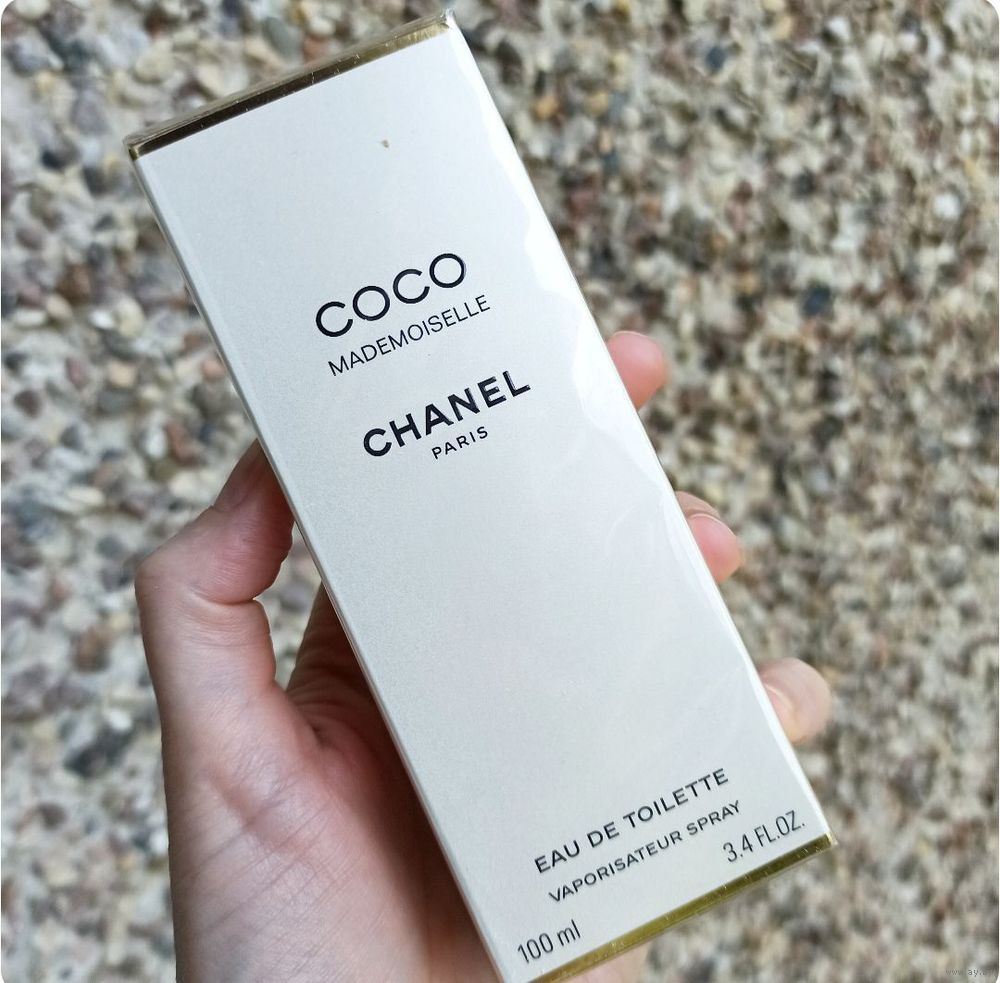 COCO
MADEMOISELLE
CHANEL
PARIS
EAU DE TOILETTE
VAPORISATEUR SPRAY
100 ml 3.4 FL.OZ.